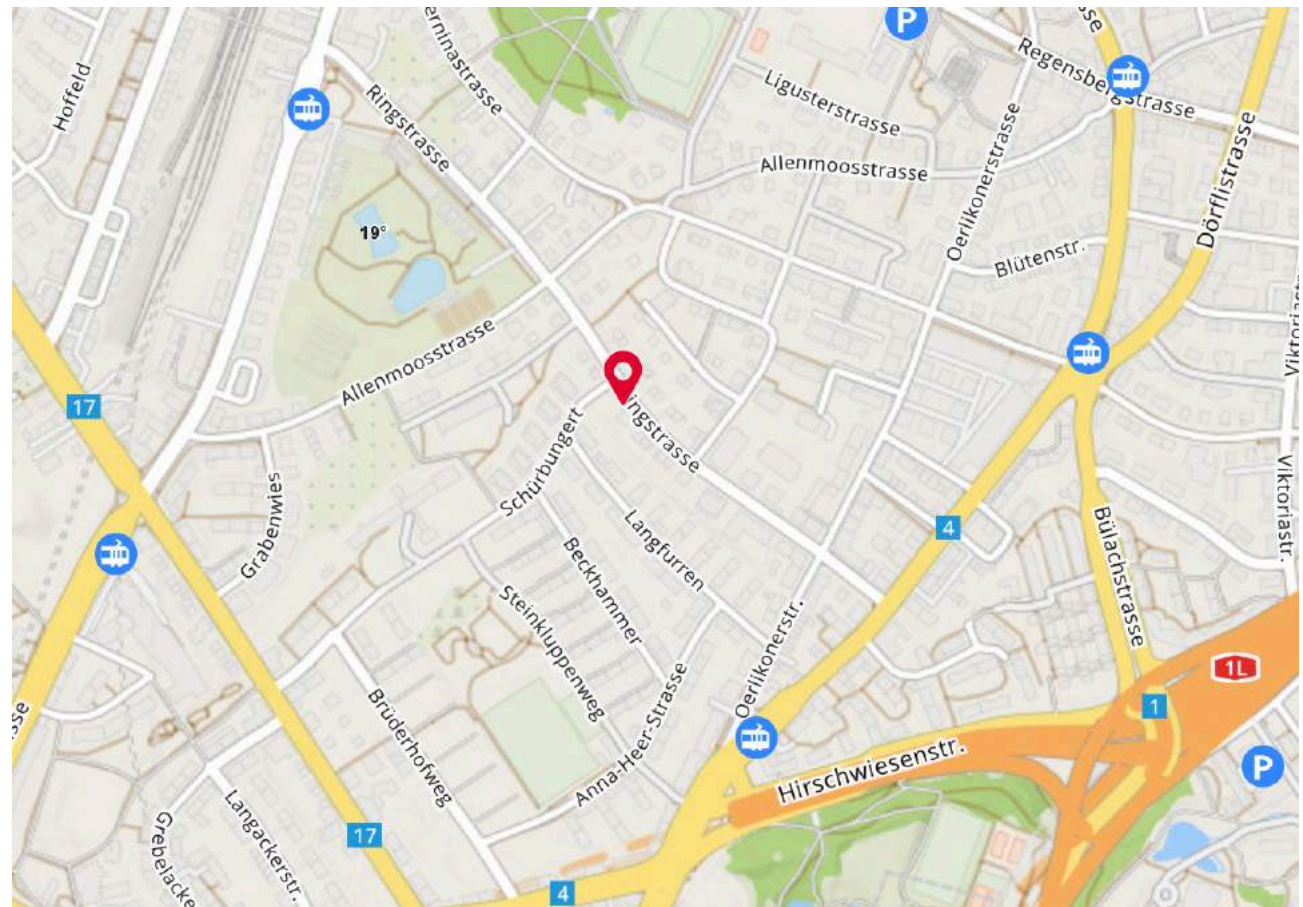 P
Hoffeld
erninastrasse
Regensbergstrasse
Ringstrasse
Ligusterstrasse
Allenmoosstrasse
Oerlikonerstrasse
Dörflistrasse
19°
Blütenstr.
Viktoriastr.
Allenmoosstrasse
17
ingstrasse
Schürbungert
Grabenwies
Langfurren
4
Viktoriastr.
Bülachstrasse
Beckhammer
Steinkluppenweg
Oerlikonerstr.
1L
1
Brüderhofweg
Anna-Heer-Strasse
Hirschwiesenstr.
P
Langackerstr.
Grebelacke
17
4